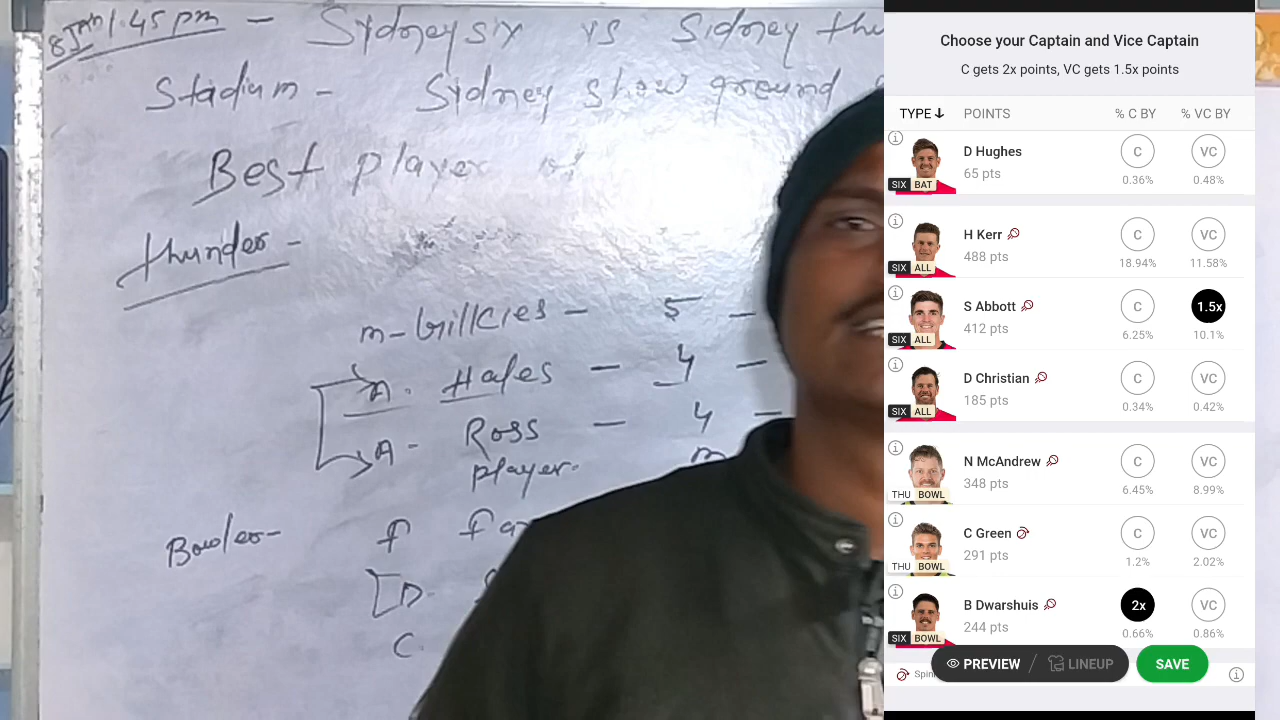 8 Jan 1:45 pm - Sydney six vs Sidney thu
Stadium - Sidney show ground
Best player of
thunder -
m-Grilkcies - 5 -
A. Hales - 4 -
A - Ross - 4 -
player.
Bowler - f far
D.
C.
Choose your Captain and Vice Captain
C gets 2x points, VC gets 1.5x points
TYPE POINTS % C BY % VC BY
D Hughes C VC
65 pts
SIX BAT 0.36% 0.48%
H Kerr C VC
488 pts
SIX ALL 18.94% 11.58%
S Abbott C 1.5x
412 pts
SIX ALL 6.25% 10.1%
D Christian C VC
185 pts
SIX ALL 0.34% 0.42%
N McAndrew C VC
348 pts
THU BOWL 6.45% 8.99%
C Green C VC
291 pts
THU BOWL 1.2% 2.02%
B Dwarshuis 2x VC
244 pts
SIX BOWL 0.66% 0.86%
PREVIEW / LINEUP SAVE
Spin